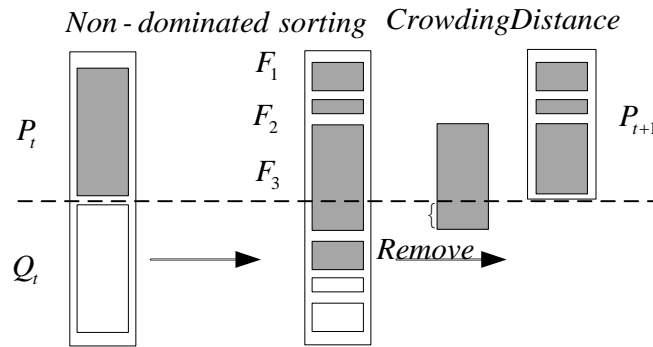 Non-dominated sorting
CrowdingDistance
F₁
F₂
F₃
Pₜ
Pₜ₊₁
Qₜ
Remove